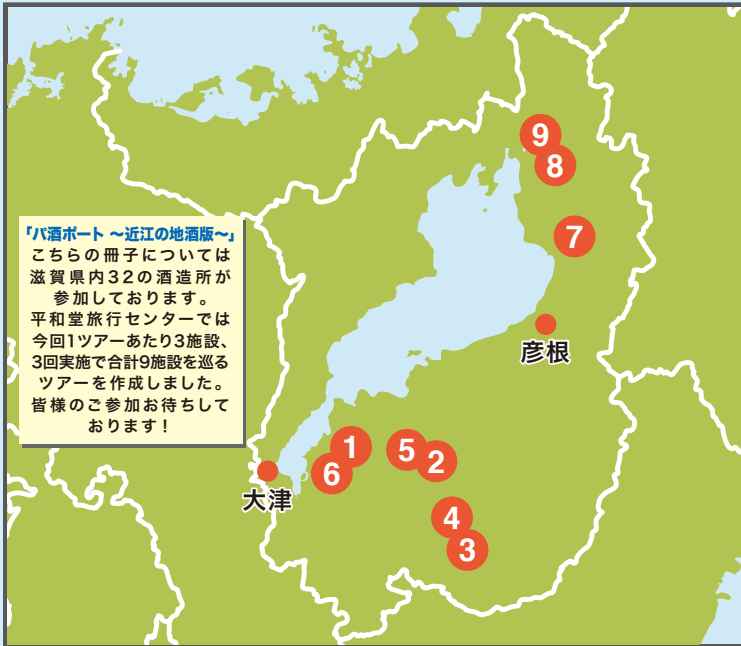 「パ酒ポート ～近江の地酒版～」
こちらの冊子については
滋賀県内32の酒造所が
参加しております。
平和堂旅行センターでは
今回1ツアーあたり3施設、
3回実施で合計9施設を巡る
ツアーを作成しました。
皆様のご参加お待ちして
おります！
9
8
7
彦根
1
5
2
6
大津
4
3